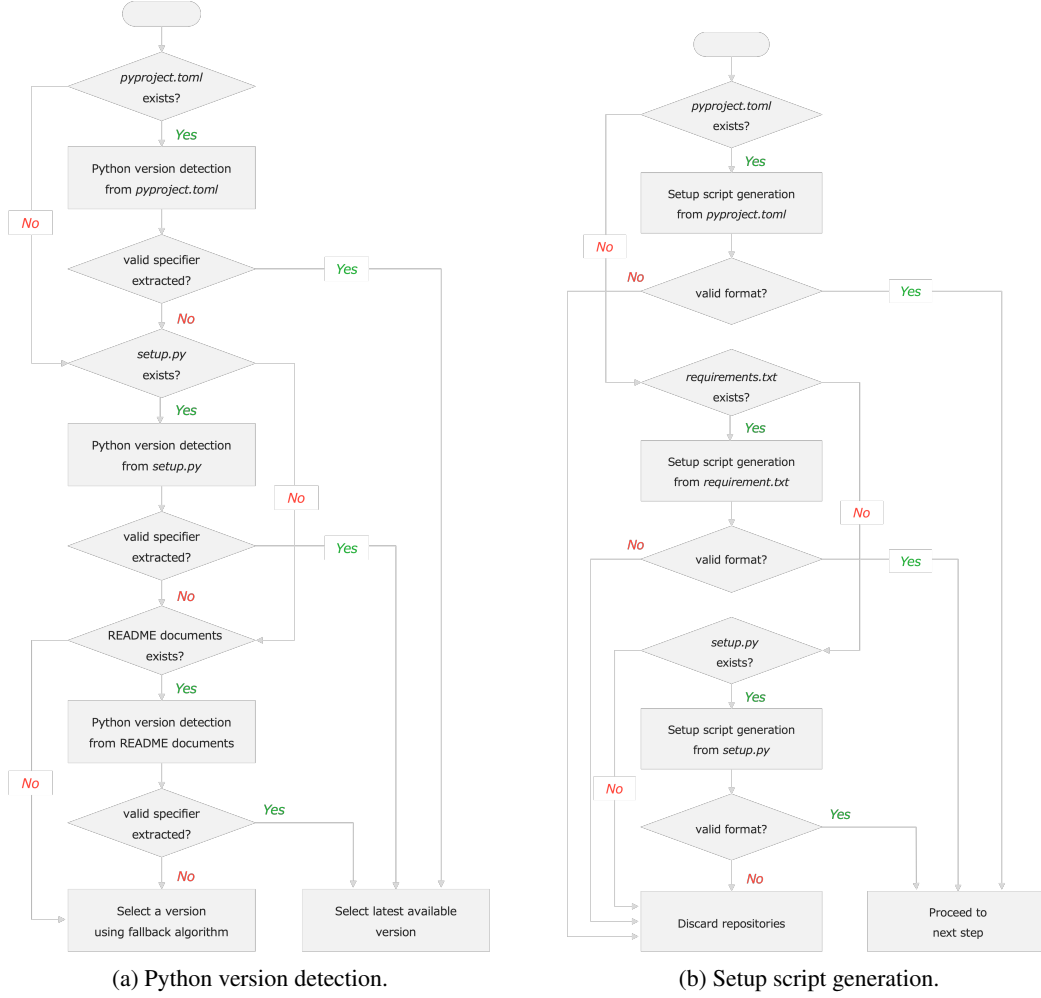 pyproject.toml
exists?
Yes
Python version detection
from pyproject.toml
No
valid specifier
extracted?
Yes
No
setup.py
exists?
Yes
Python version detection
from setup.py
No
valid specifier
extracted?
Yes
No
README documents
exists?
Yes
Python version detection
from README documents
No
valid specifier
extracted?
Yes
No
Select a version
using fallback algorithm
Select latest available
version
(a) Python version detection.
pyproject.toml
exists?
Yes
Setup script generation
from pyproject.toml
No
No
valid format?
Yes
requirements.txt
exists?
Yes
Setup script generation
from requirement.txt
No
No
valid format?
Yes
setup.py
exists?
Yes
Setup script generation
from setup.py
No
valid format?
Yes
No
Discard repositories
Proceed to
next step
(b) Setup script generation.